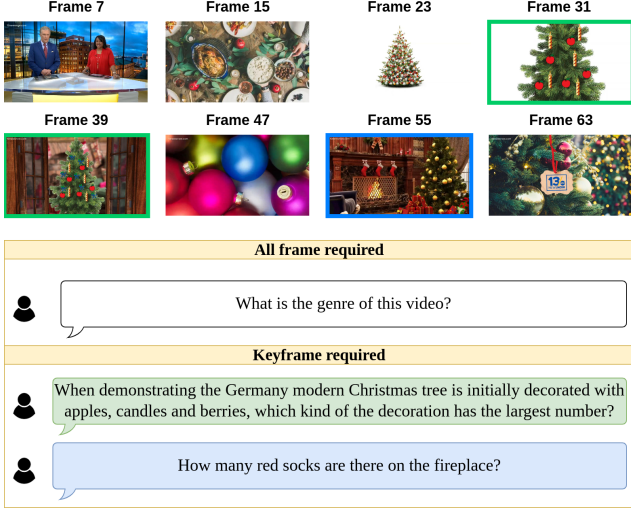 Frame 7
Frame 15
Frame 23
Frame 31
Frame 39
Frame 47
Frame 55
Frame 63
13
All frame required
What is the genre of this video?
Keyframe required
When demonstrating the Germany modern Christmas tree is initially decorated with
apples, candles and berries, which kind of the decoration has the largest number?
How many red socks are there on the fireplace?